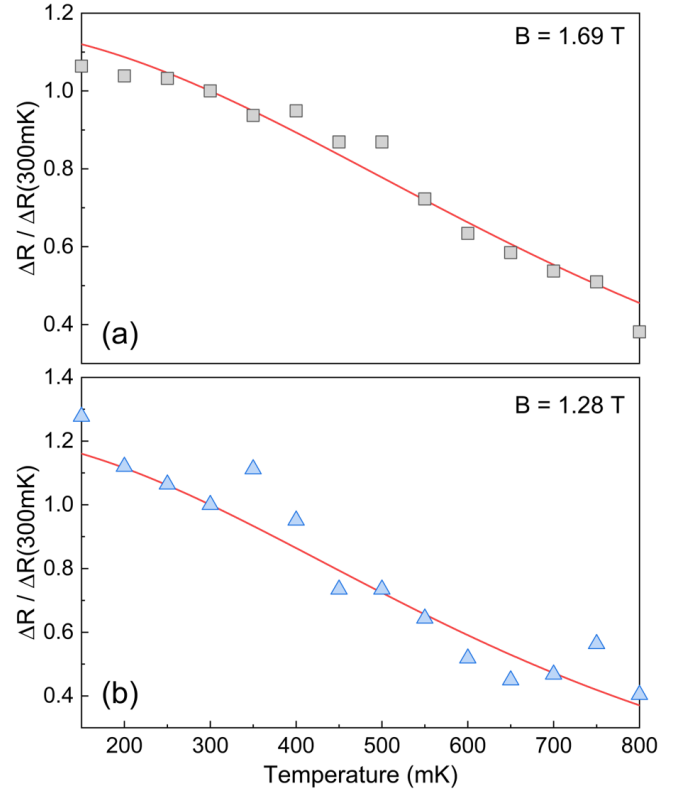 1.2
1.0
0.8
0.6
0.4
ΔR / ΔR(300mK)
B = 1.69 T
(a)
1.4
1.2
1.0
0.8
0.6
0.4
ΔR / ΔR(300mK)
B = 1.28 T
(b)
200 300 400 500 600 700 800
Temperature (mK)